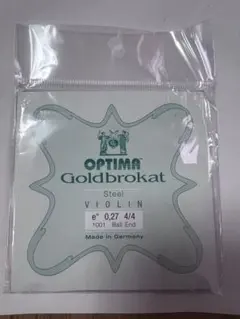 OPTIMA
Goldbrokat
Steel
VIOLIN
e" 0,27 4/4
1001 Ball End
Made in Germany